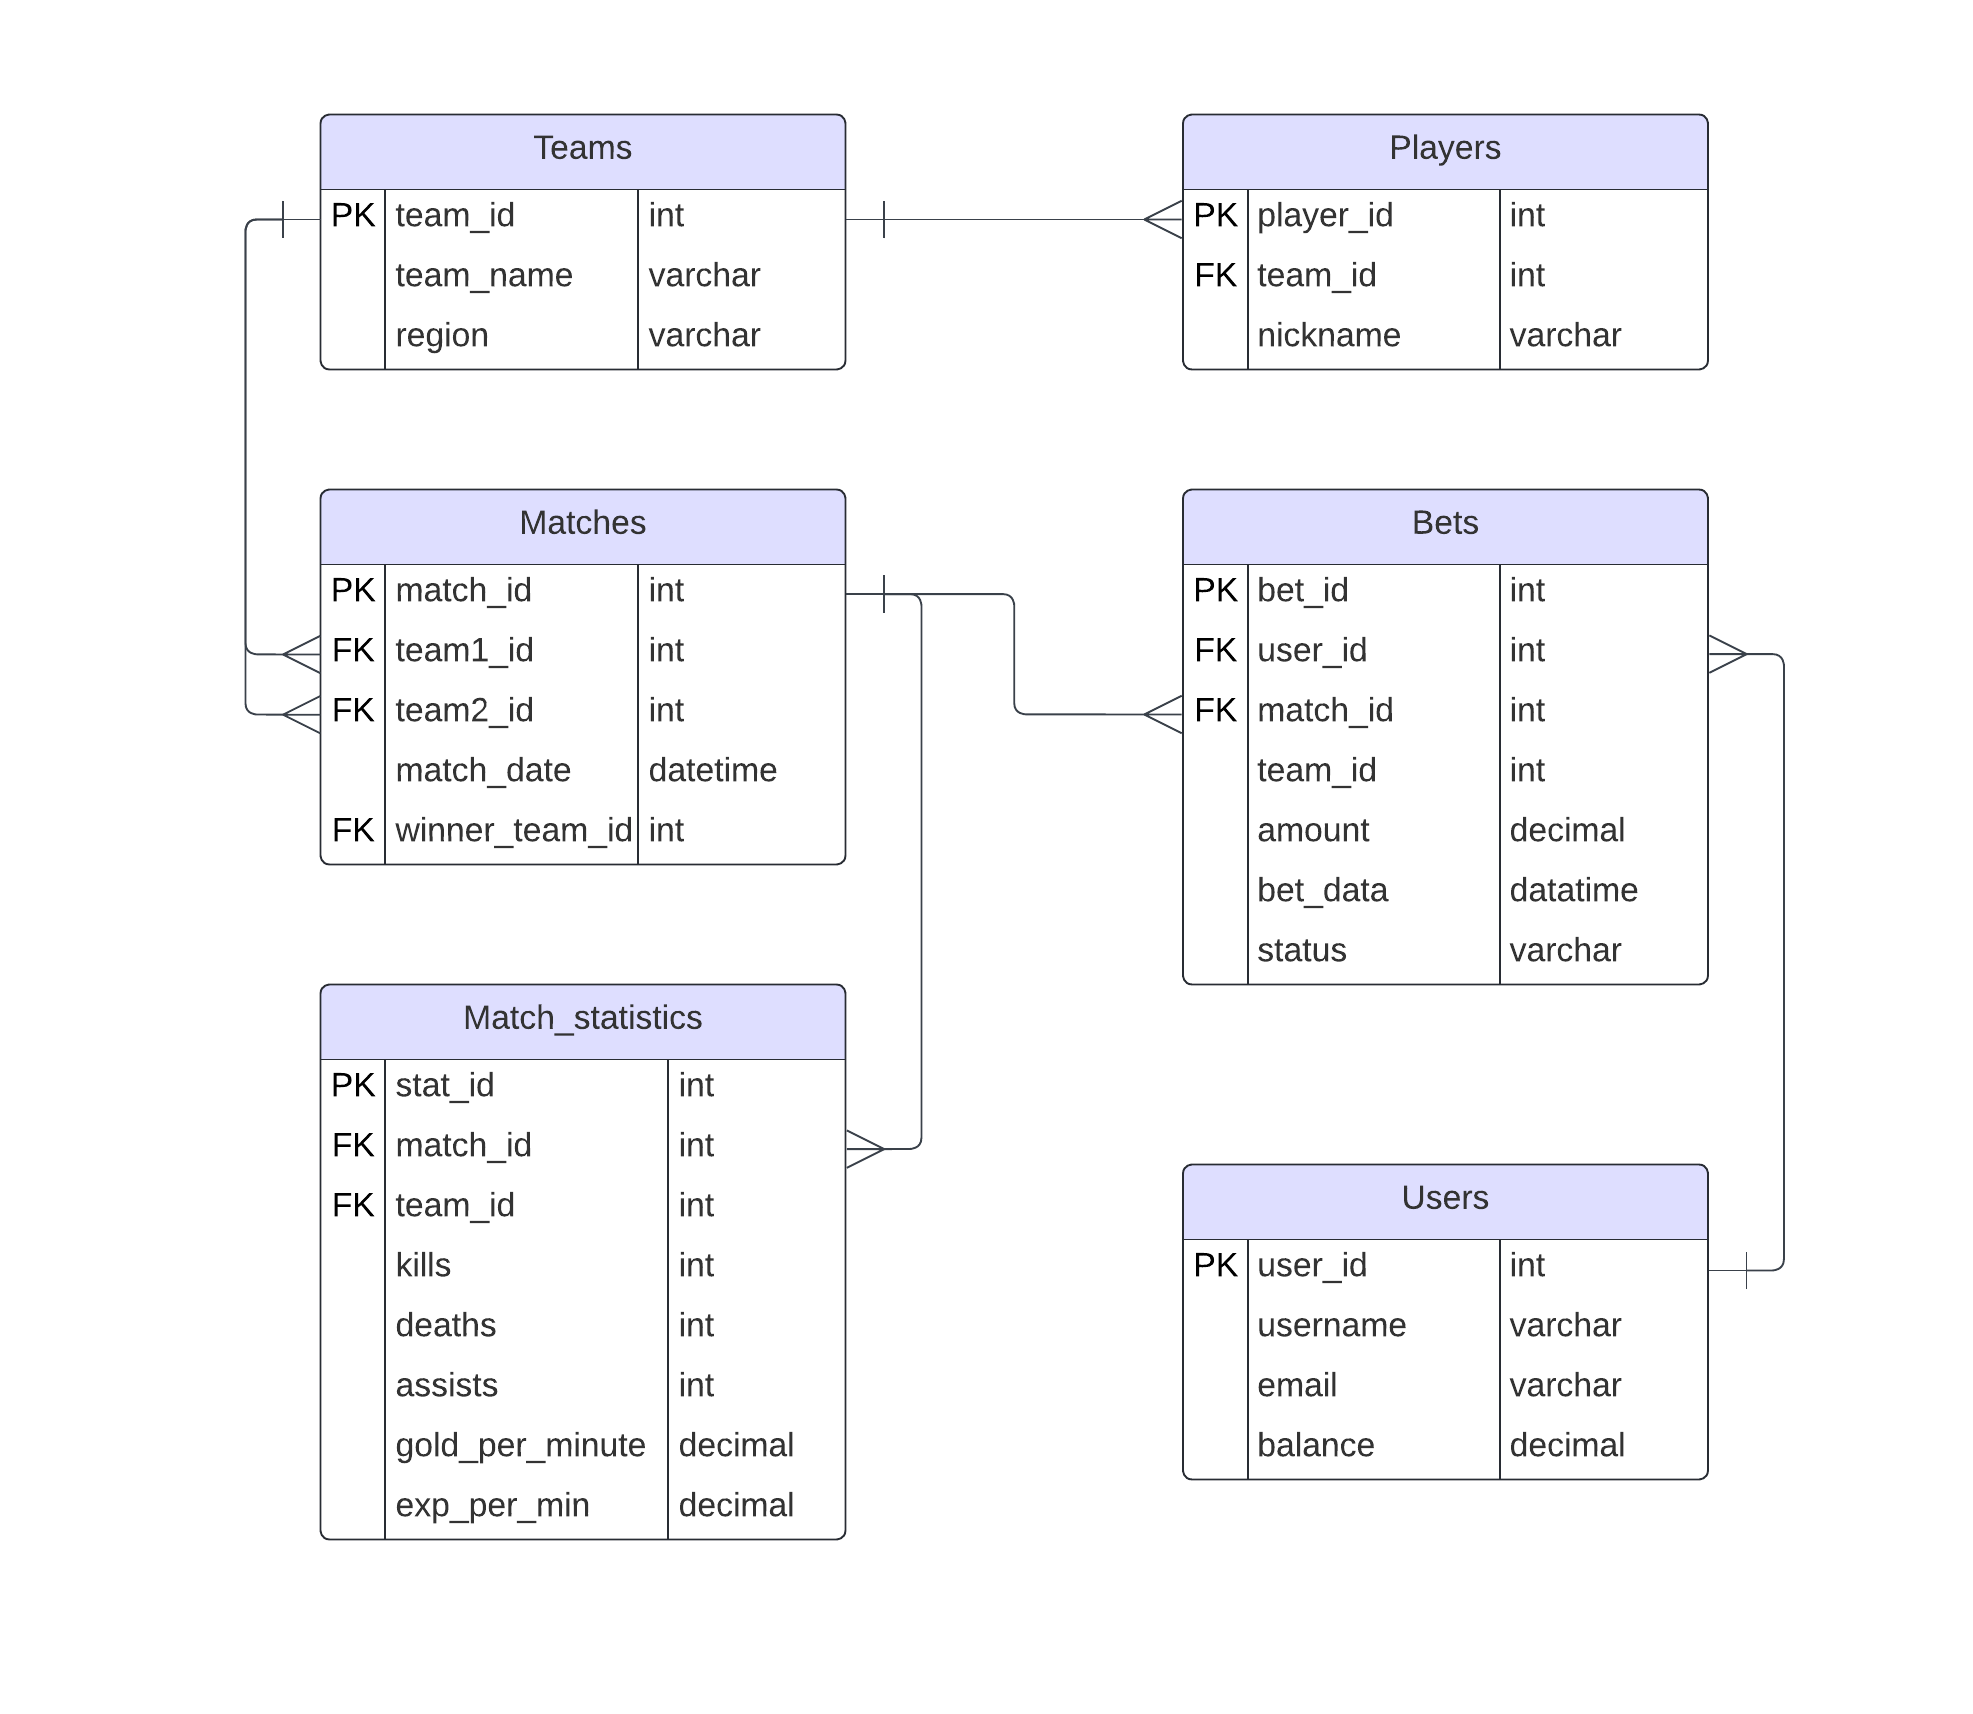 Teams
PK team_id int
team_name varchar
region varchar
Players
PK player_id int
FK team_id int
nickname varchar
Matches
PK match_id int
FK team1_id int
FK team2_id int
match_date datetime
FK winner_team_id int
Bets
PK bet_id int
FK user_id int
FK match_id int
team_id int
amount decimal
bet_data datatime
status varchar
Match_statistics
PK stat_id int
FK match_id int
FK team_id int
kills int
deaths int
assists int
gold_per_minute decimal
exp_per_min decimal
Users
PK user_id int
username varchar
email varchar
balance decimal